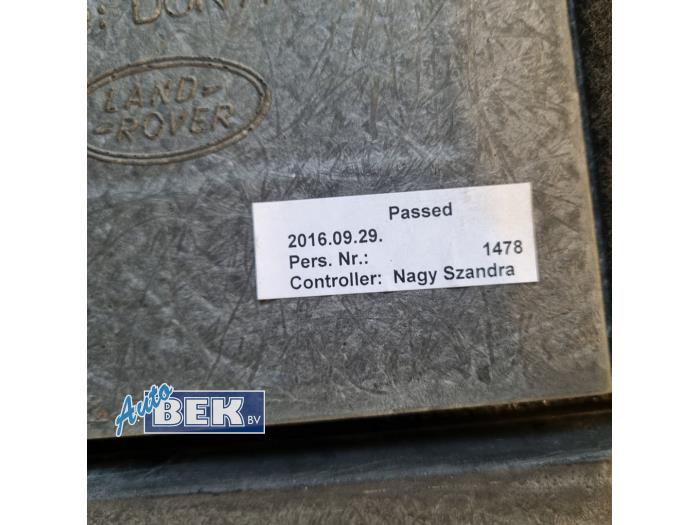 LAND-
-ROVER
Passed
2016.09.29.
Pers. Nr.: 1478
Controller: Nagy Szandra
Auto
BEK BV